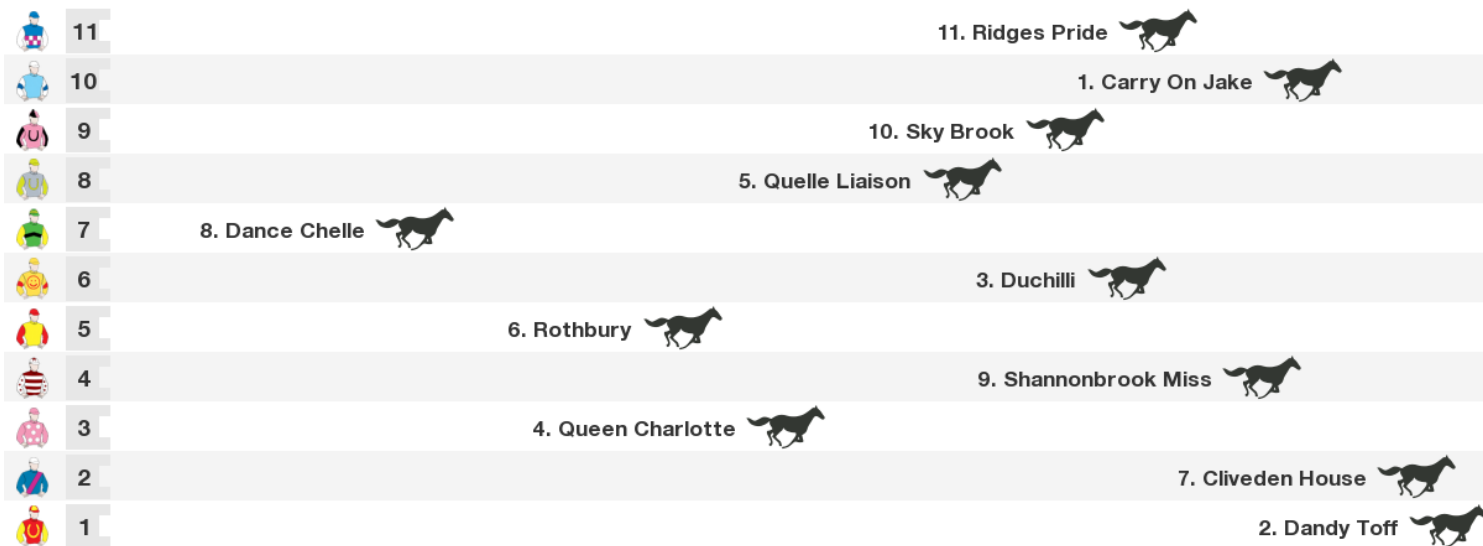 11 11. Ridges Pride
10 1. Carry On Jake
9 10. Sky Brook
8 5. Quelle Liaison
7 8. Dance Chelle
6 3. Duchilli
5 6. Rothbury
4 9. Shannonbrook Miss
3 4. Queen Charlotte
2 7. Cliveden House
1 2. Dandy Toff